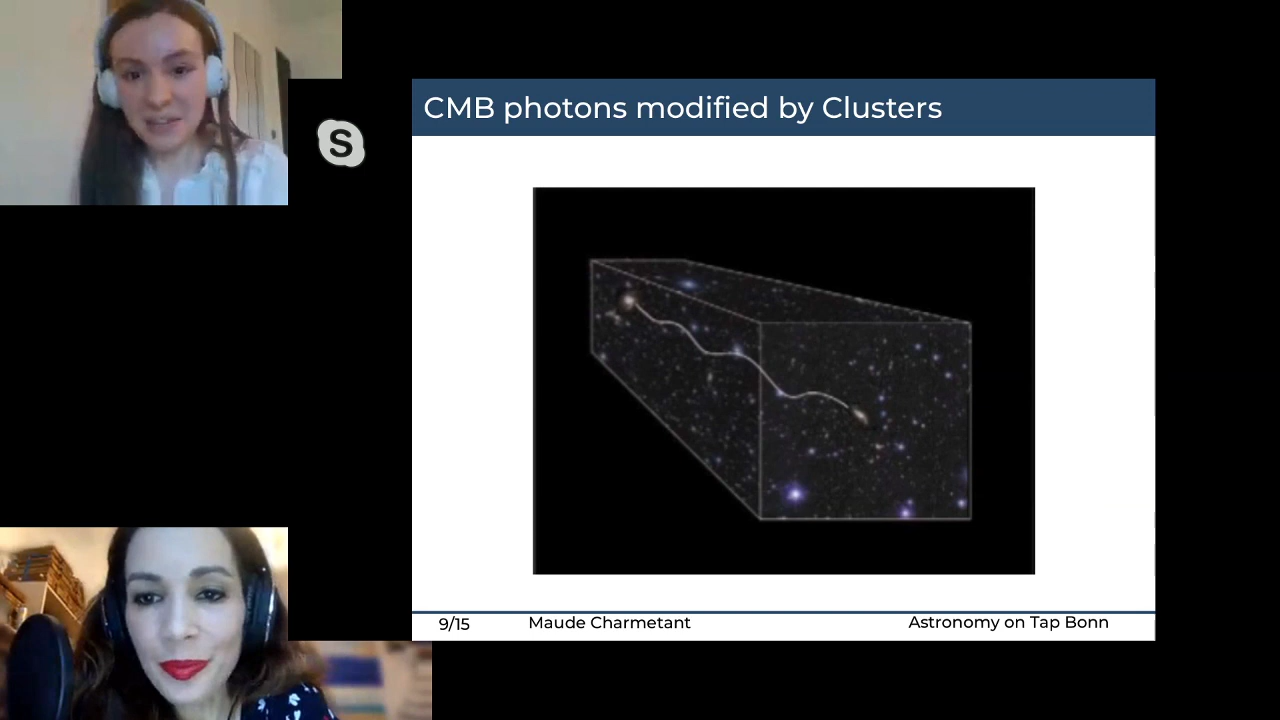 CMB photons modified by Clusters
S
9/15
Maude Charmetant
Astronomy on Tap Bonn